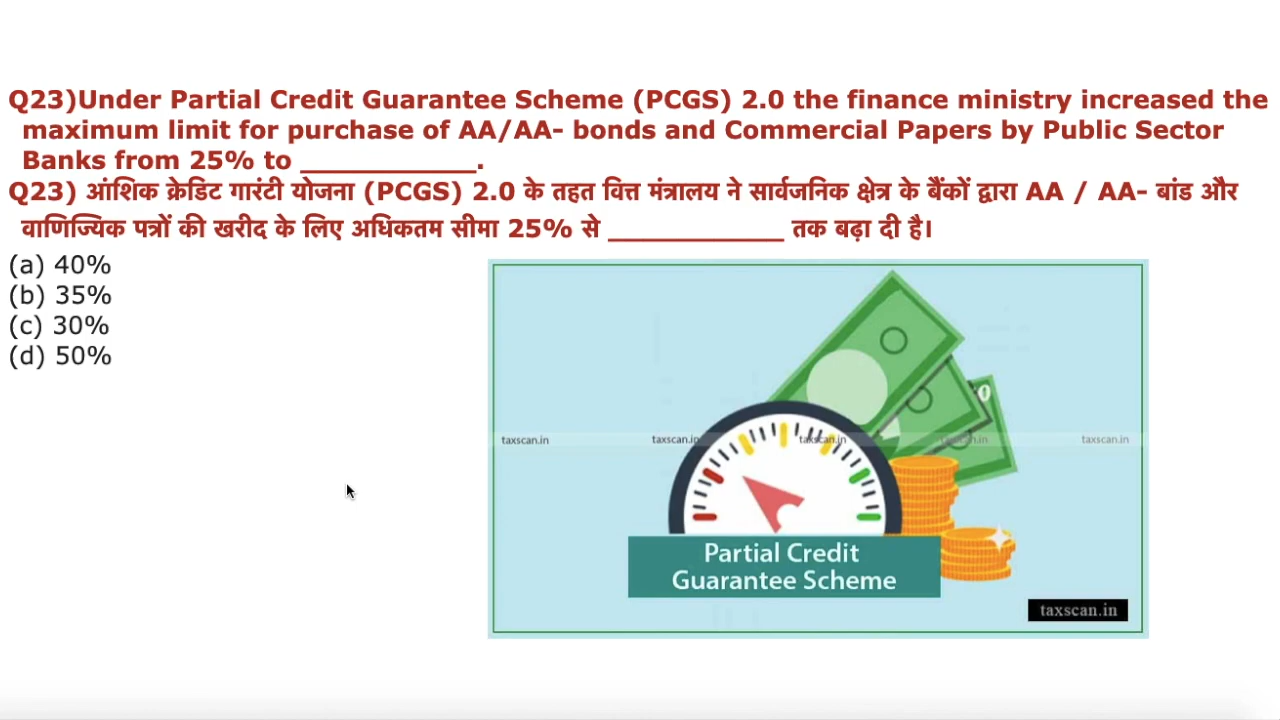 Q23)Under Partial Credit Guarantee Scheme (PCGS) 2.0 the finance ministry increased the
maximum limit for purchase of AA/AA- bonds and Commercial Papers by Public Sector
Banks from 25% to ____________.
Q23) आंशिक क्रेडिट गारंटी योजना (PCGS) 2.0 के तहत वित्त मंत्रालय ने सार्वजनिक क्षेत्र के बैंकों द्वारा AA / AA- बांड और
वाणिज्यिक पत्रों की खरीद के लिए अधिकतम सीमा 25% से ____________ तक बढ़ा दी है।
(a) 40%
(b) 35%
(c) 30%
(d) 50%
taxscan.in taxscan.in taxscan.in taxscan.in taxscan.in
Partial Credit
Guarantee Scheme
taxscan.in